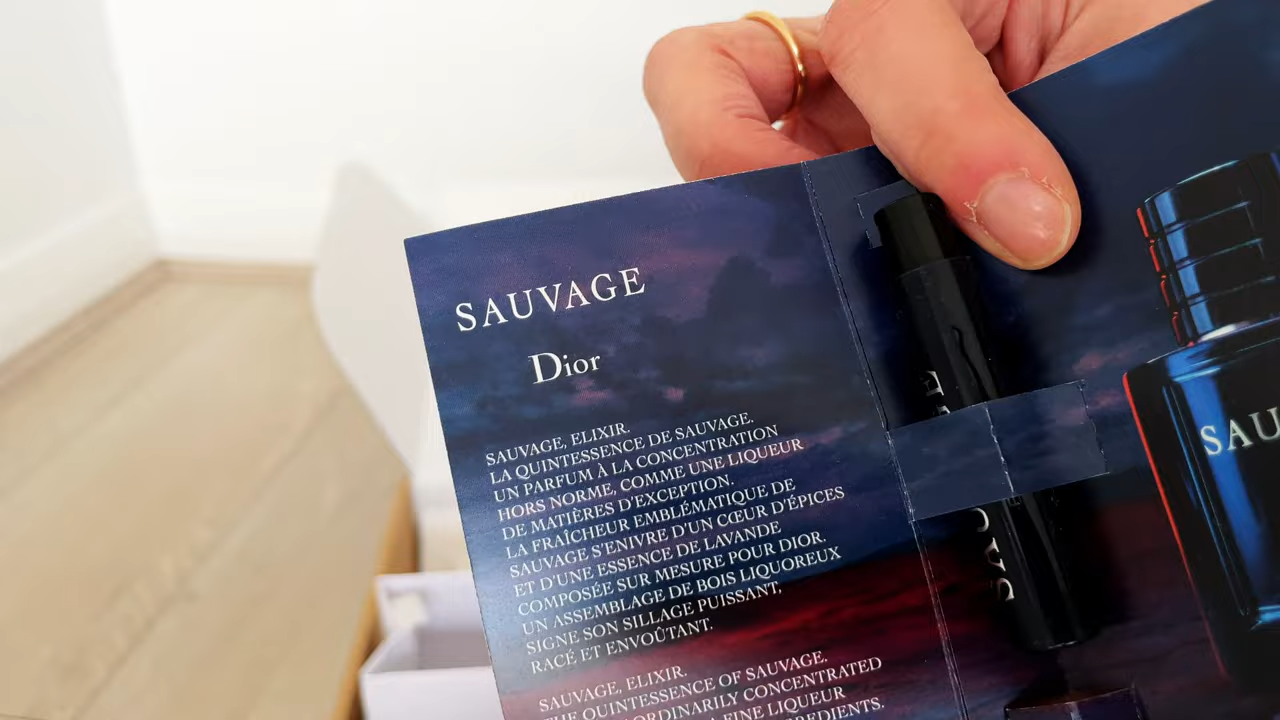 SAUVAGE
Dior
SAUVAGE, ELIXIR.
LA QUINTESSENCE DE SAUVAGE.
UN PARFUM À LA CONCENTRATION
HORS NORME, COMME UNE LIQUEUR
DE MATIÈRES D'EXCEPTION.
LA FRAÎCHEUR EMBLÉMATIQUE DE
SAUVAGE S'ENIVRE D'UN CŒUR D'ÉPICES
ET D'UNE ESSENCE DE LAVANDE
COMPOSÉE SUR MESURE POUR DIOR.
UN ASSEMBLAGE DE BOIS LIQUOREUX
SIGNE SON SILLAGE PUISSANT,
RACÉ ET ENVOÛTANT.
SAUVAGE, ELIXIR.
THE QUINTESSENCE OF SAUVAGE.
FINE LIQUEUR
SAU